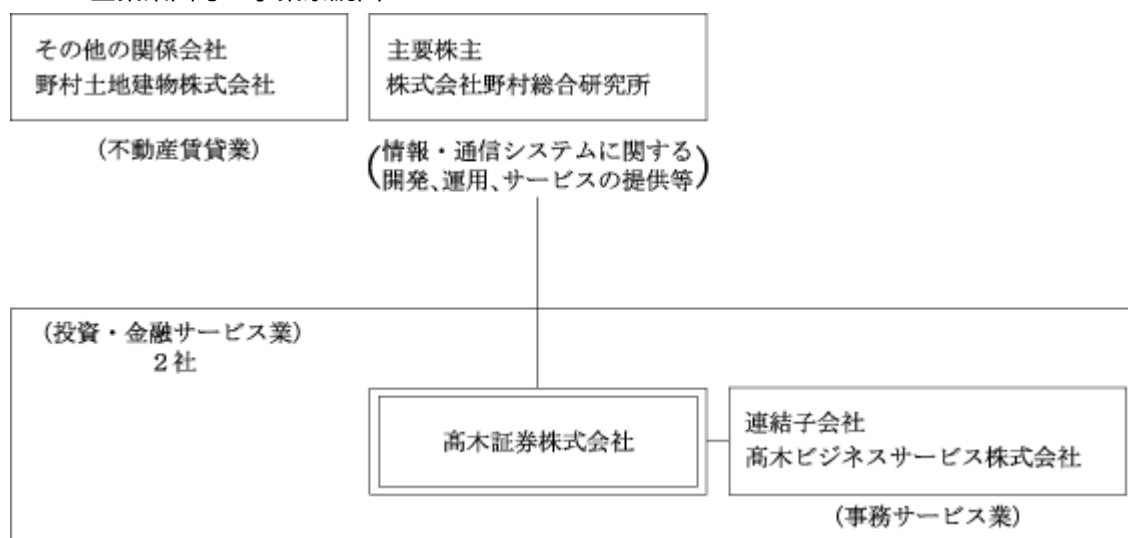 その他の関係会社
野村土地建物株式会社
(不動産賃貸業)
主要株主
株式会社野村総合研究所
(情報・通信システムに関する
開発、運用、サービスの提供等)
(投資・金融サービス業)
２社
髙木証券株式会社
連結子会社
髙木ビジネスサービス株式会社
(事務サービス業)